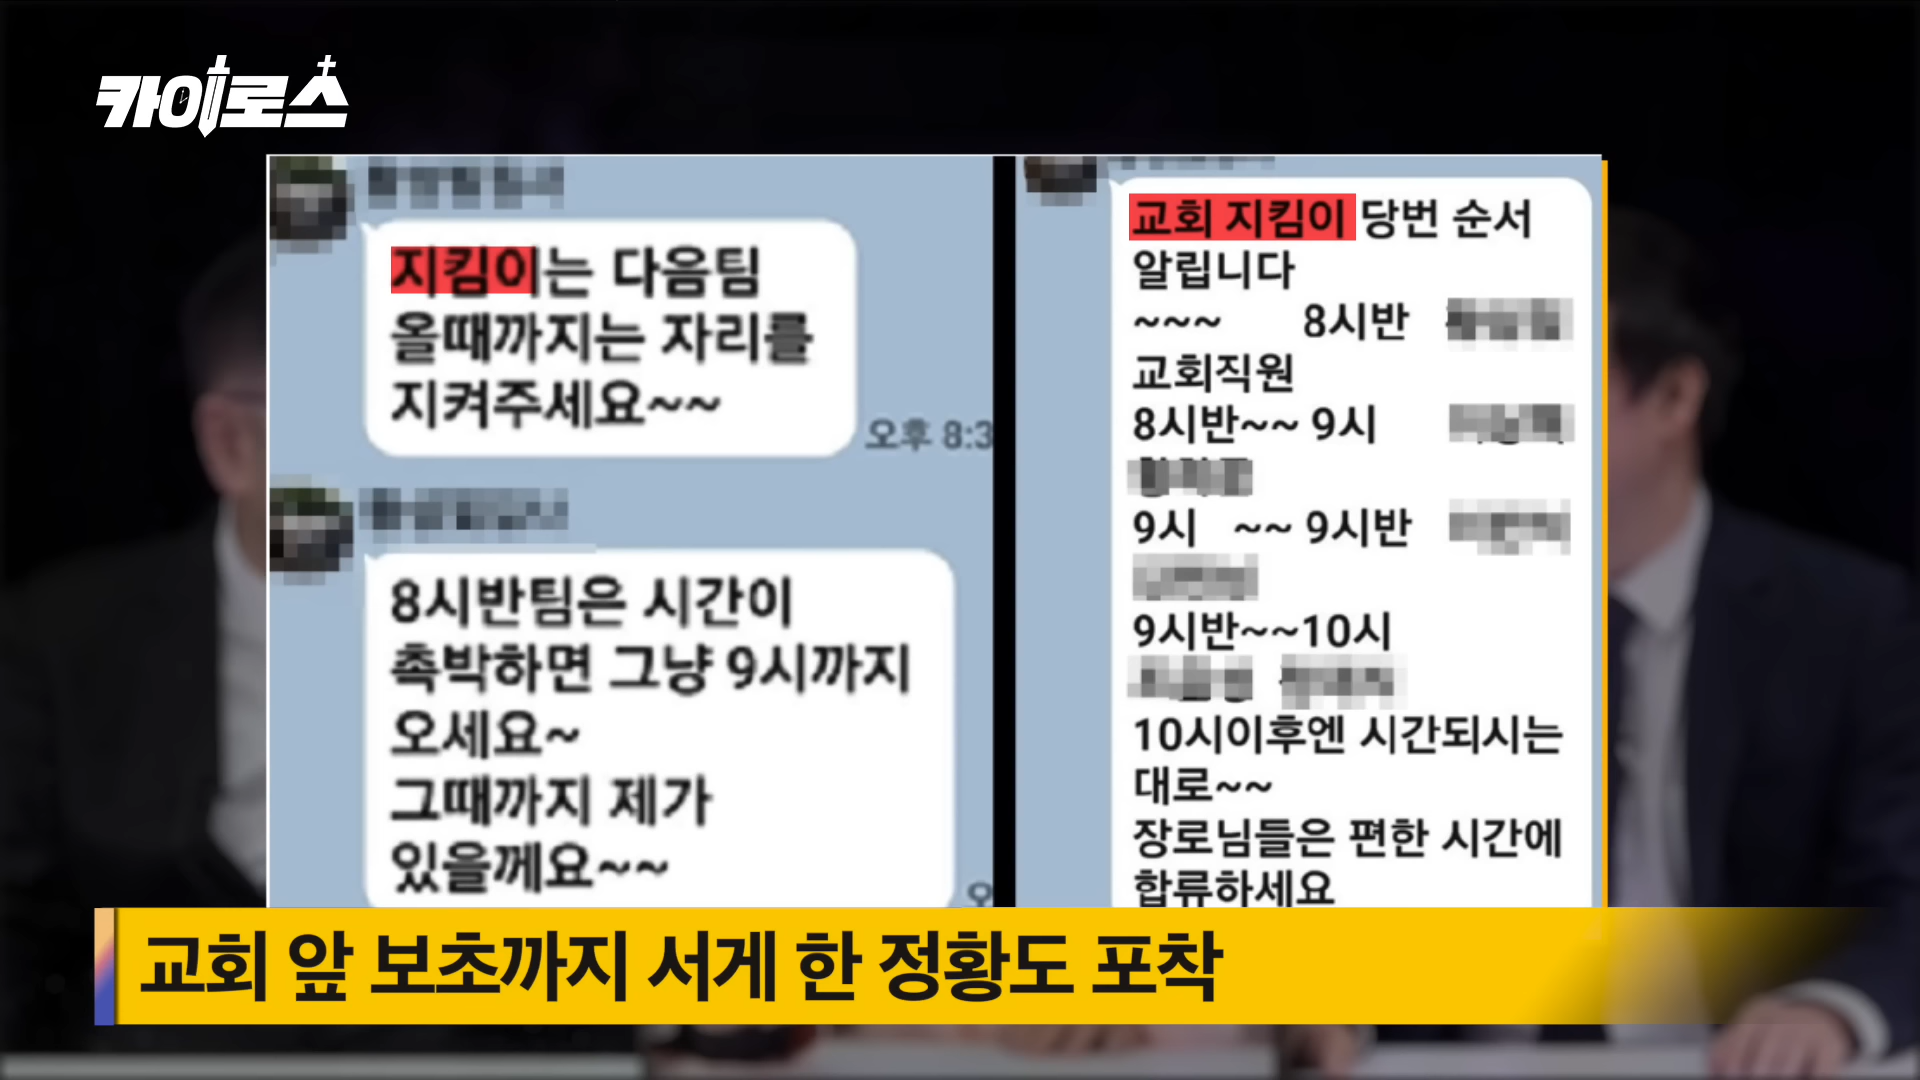 카이로스
지킴이는 다음팀
올때까지는 자리를
지켜주세요~~
오후 8:3
8시반팀은 시간이
촉박하면 그냥 9시까지
오세요~
그때까지 제가
있을께요~~
교회 지킴이 당번 순서
알립니다
~~~ 8시반
교회직원
8시반~~ 9시
9시 ~~ 9시반
9시반~~10시
10시이후엔 시간되시는
대로~~
장로님들은 편한 시간에
합류하세요
교회 앞 보초까지 서게 한 정황도 포착